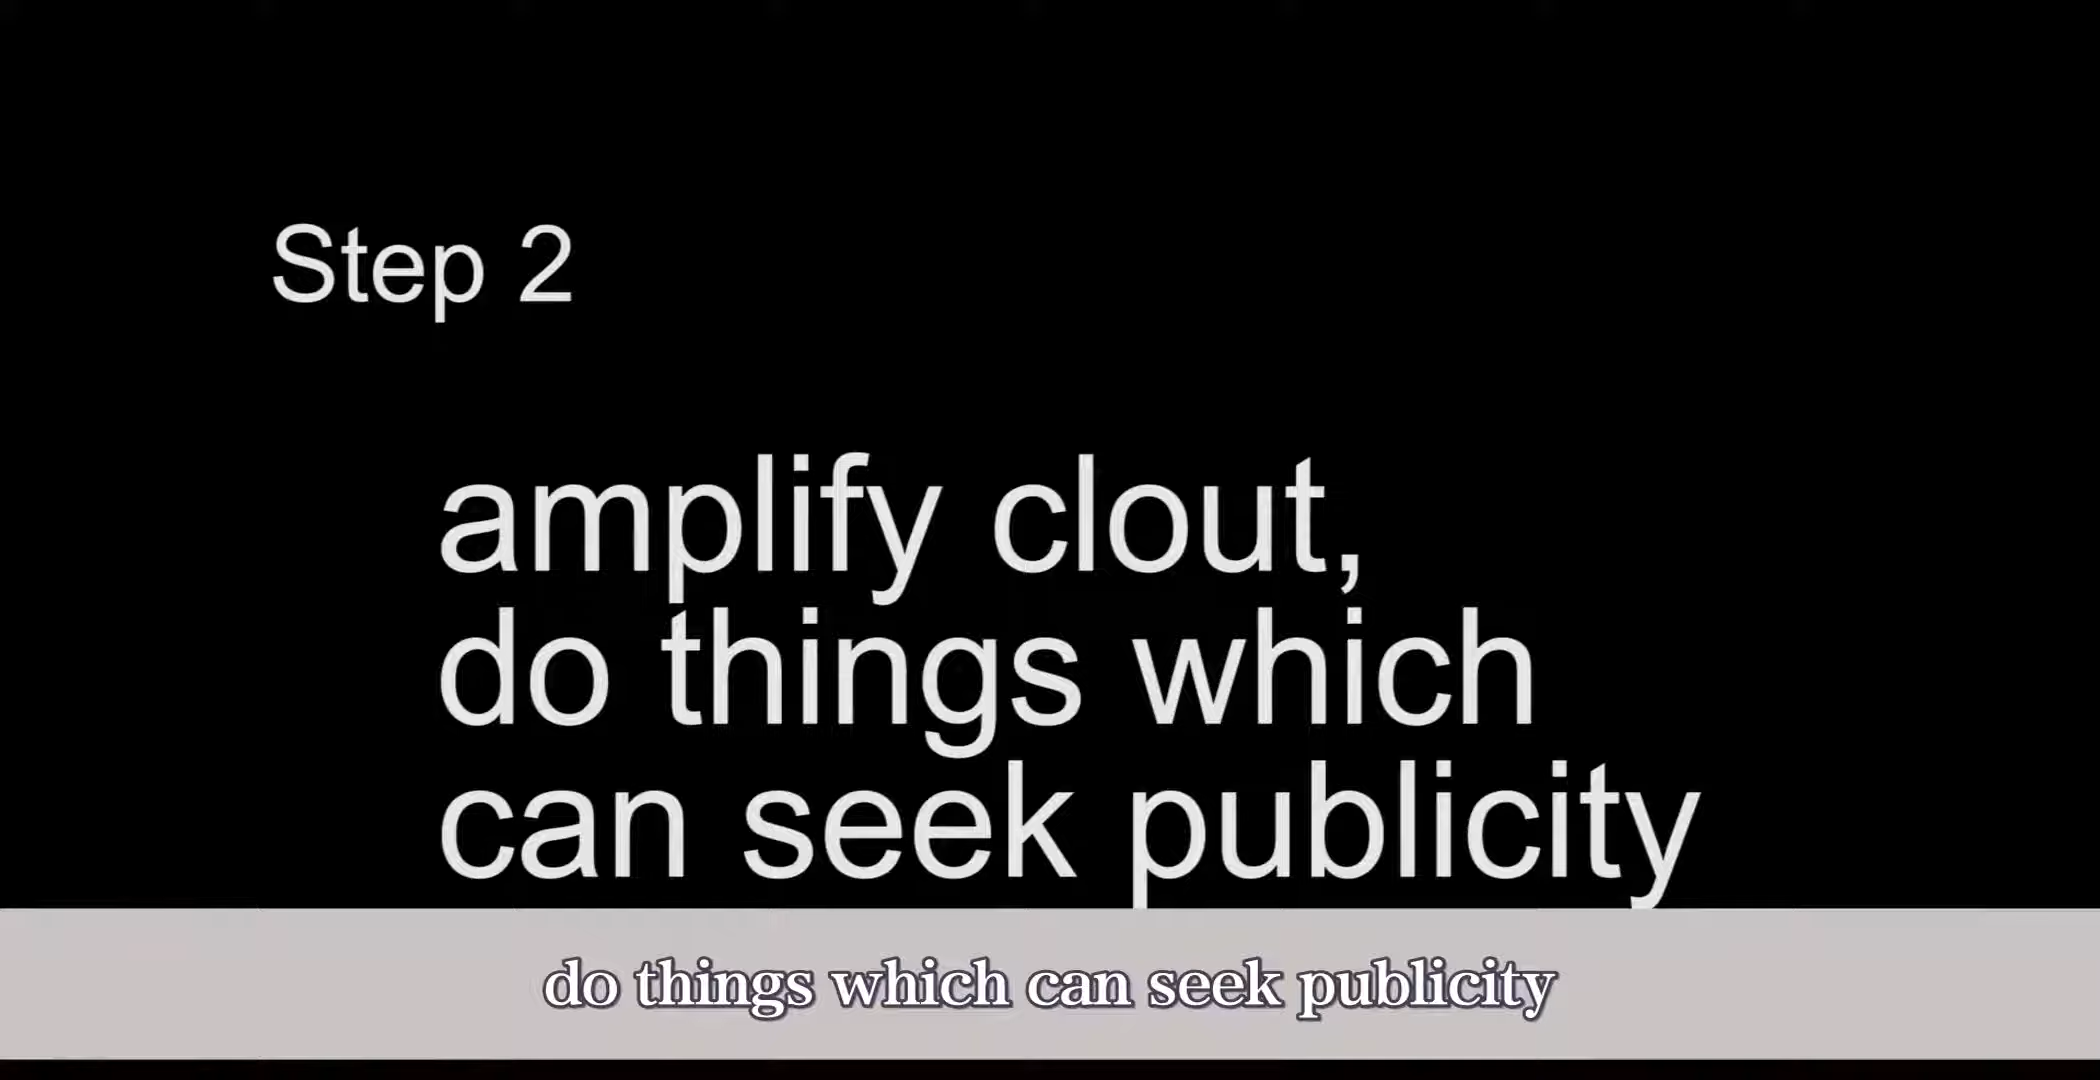 Step 2
amplify clout,
do things which
can seek publicity
do things which can seek publicity